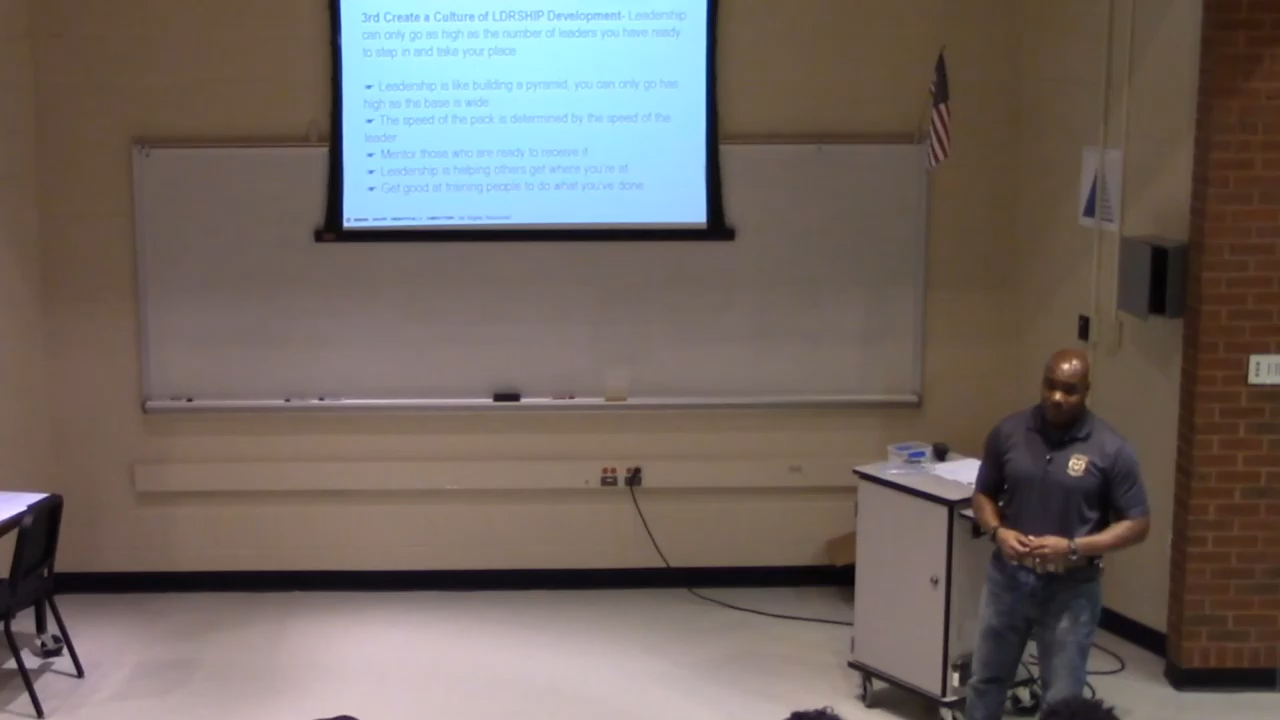 3rd Create a Culture of LDRSHIP Development- Leadership
can only go as high as the number of leaders you have ready
to step in and take your place
☛ Leadership is like building a pyramid, you can only go has
high as the base is wide
☛ The speed of the pack is determined by the speed of the
leader
☛ Mentor those who are ready to receive it
☛ Leadership is helping others get where you're at
☛ Get good at training people to do what you've done